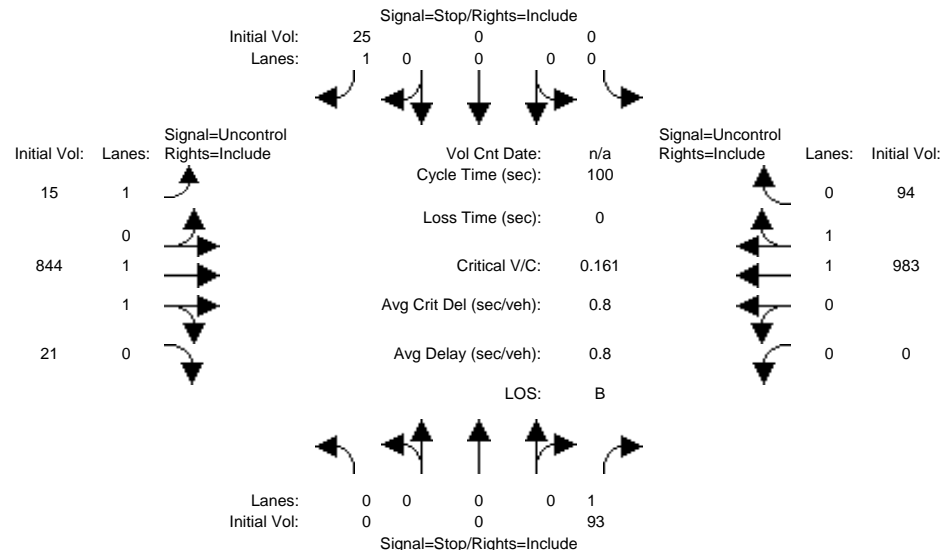 Signal=Stop/Rights=Include
Initial Vol: 25 0 0
Lanes: 1 0 0 0 0
Signal=Uncontrol Signal=Uncontrol
Initial Vol: Lanes: Rights=Include Vol Cnt Date: n/a Rights=Include Lanes: Initial Vol:
Cycle Time (sec): 100
15 1 0 94
Loss Time (sec): 0
0 1
844 1 Critical V/C: 0.161 1 983
1 Avg Crit Del (sec/veh): 0.8 0
21 0 Avg Delay (sec/veh): 0.8 0 0
LOS: B
Lanes: 0 0 0 0 1
Initial Vol: 0 0 93
Signal=Stop/Rights=Include